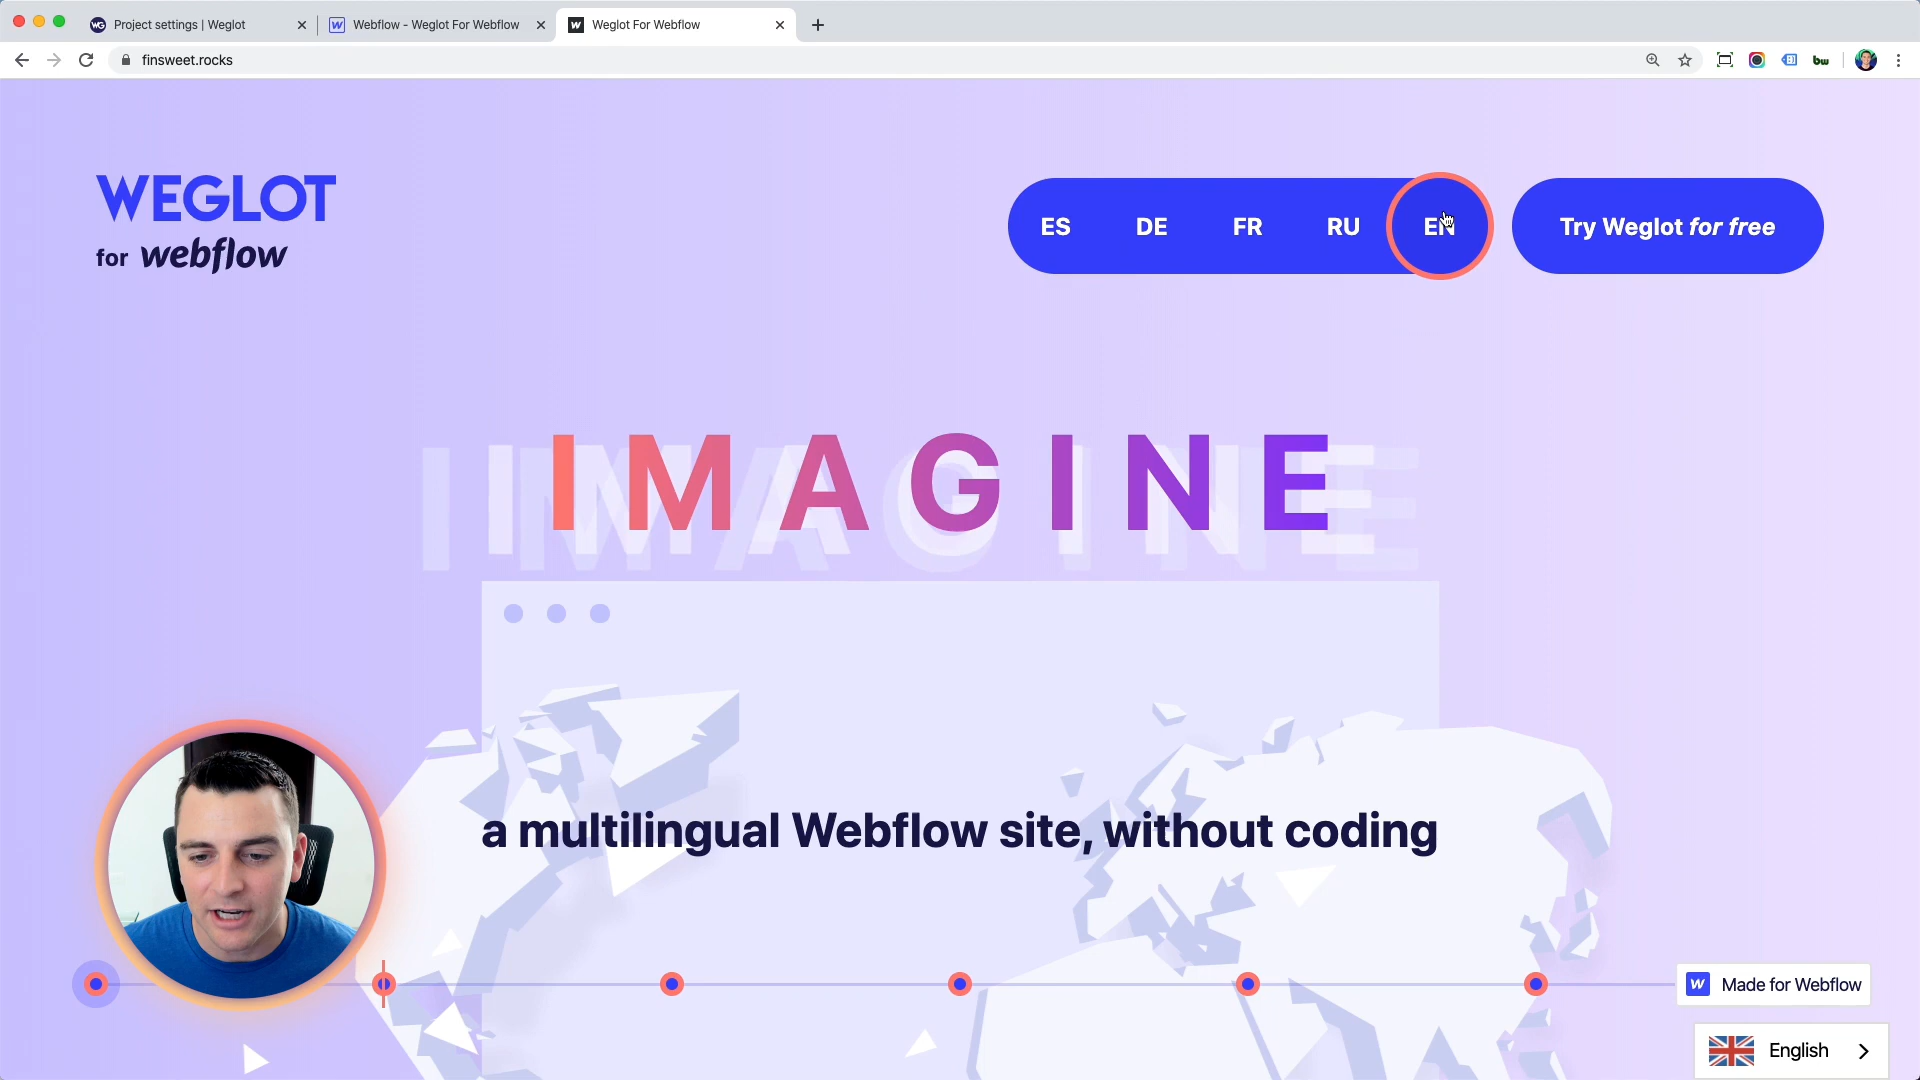 Project settings | Weglot
Webflow - Weglot For Webflow
Weglot For Webflow
finsweet.rocks
bw
WEGLOT
for webflow
ES DE FR RU EN
Try Weglot for free
IMAGINE
a multilingual Webflow site, without coding
Made for Webflow
English